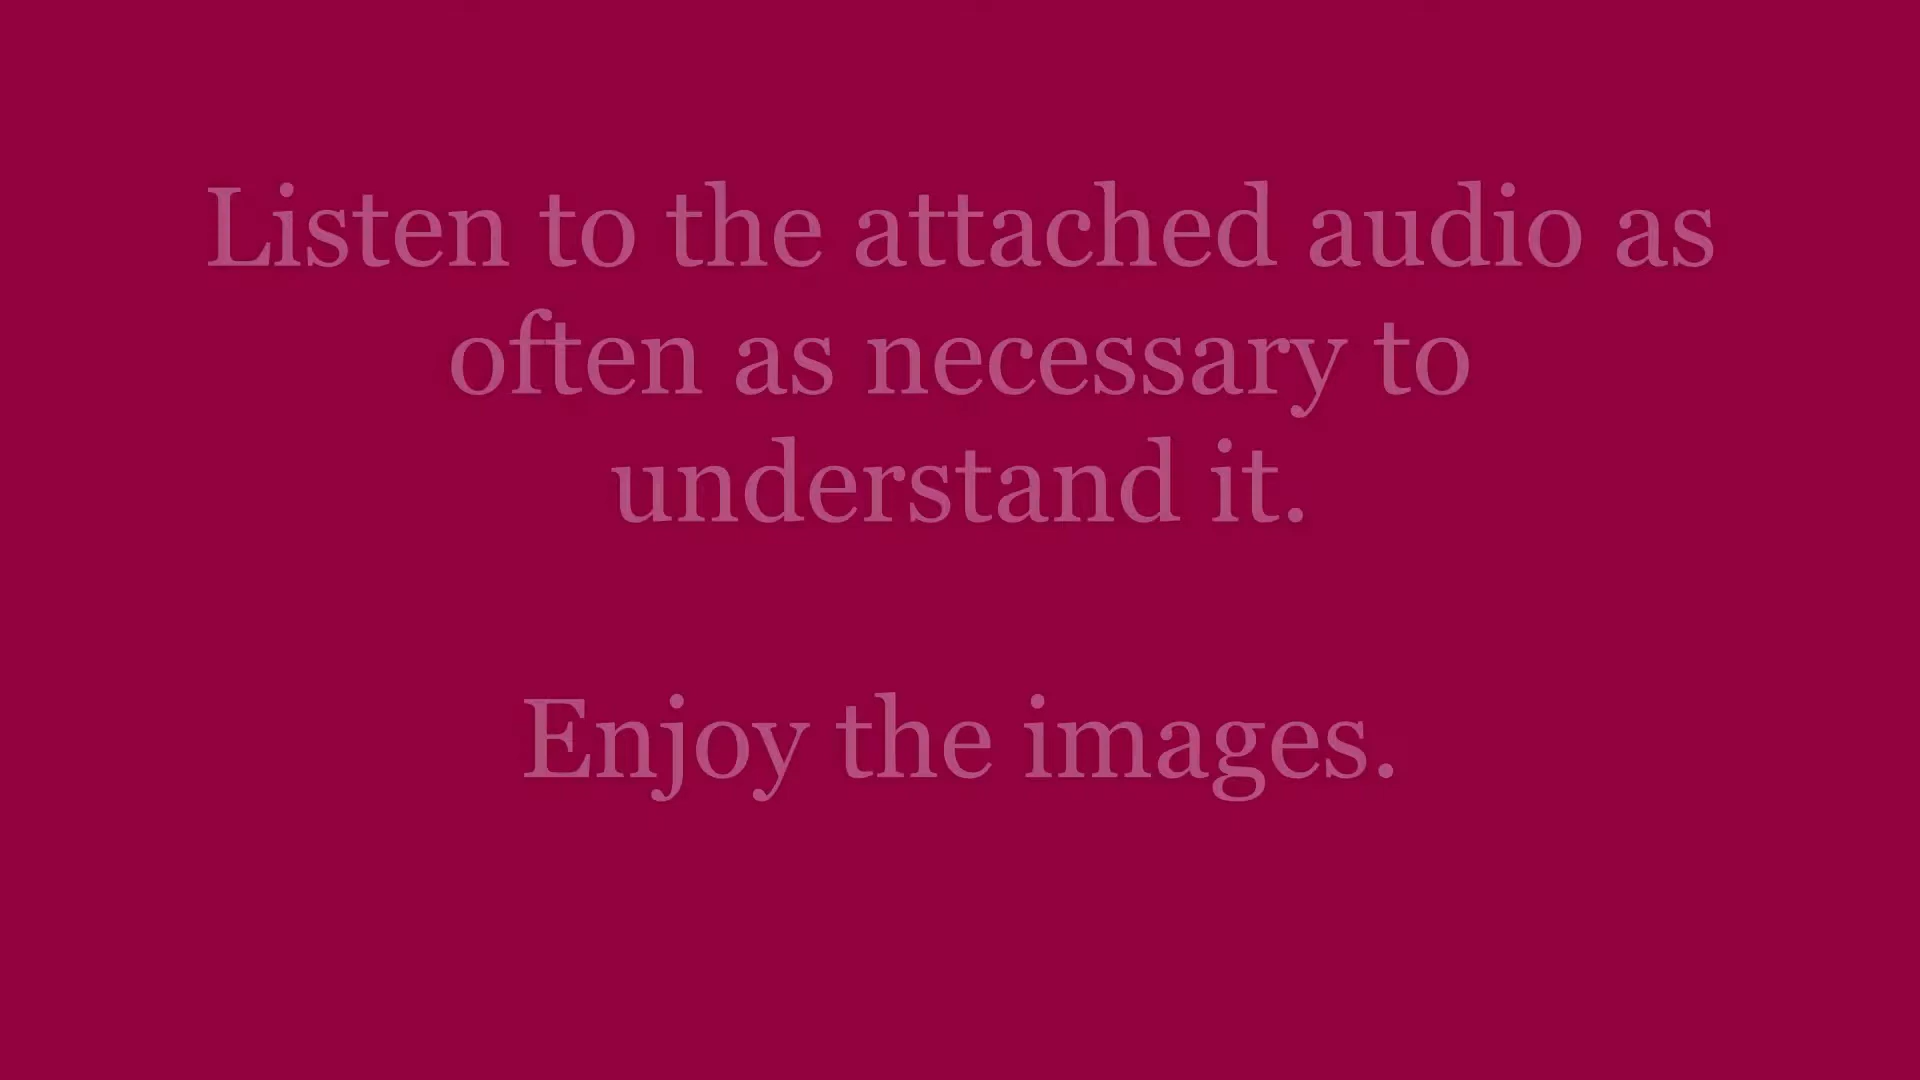 Listen to the attached audio as
often as necessary to
understand it.
Enjoy the images.